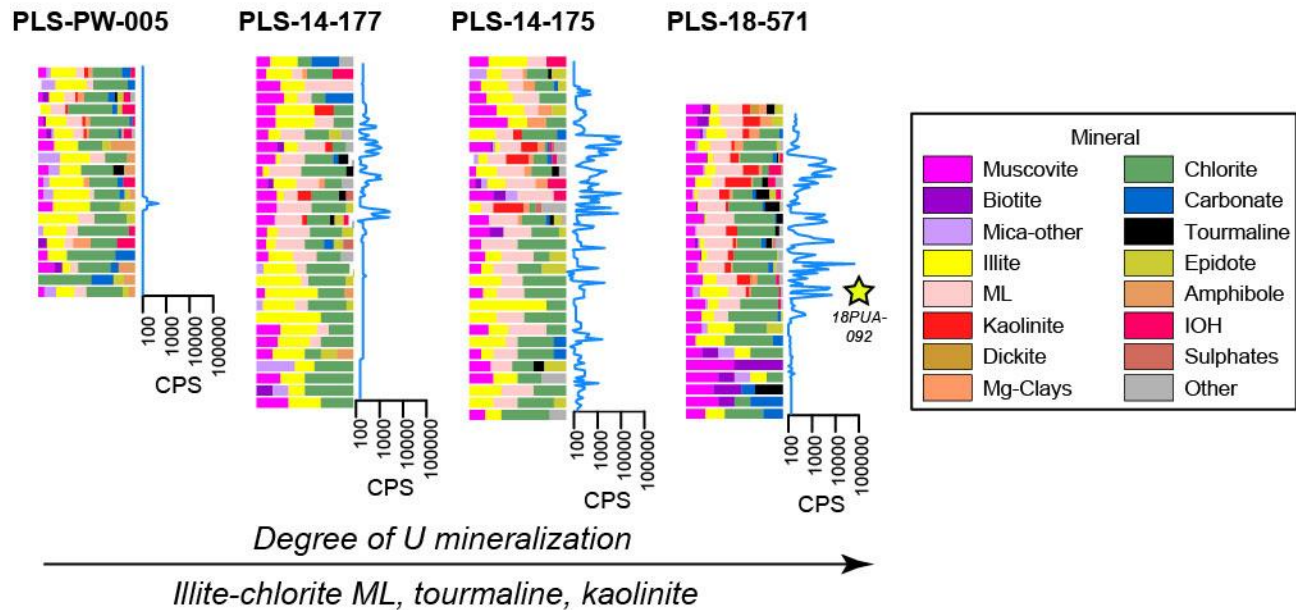 PLS-PW-005
PLS-14-177
PLS-14-175
PLS-18-571
100
1000
10000
100000
CPS
100
1000
10000
100000
CPS
100
1000
10000
100000
CPS
18PUA-
092
100
1000
10000
100000
CPS
Mineral
Muscovite
Biotite
Mica-other
Illite
ML
Kaolinite
Dickite
Mg-Clays
Chlorite
Carbonate
Tourmaline
Epidote
Amphibole
IOH
Sulphates
Other
Degree of U mineralization
Illite-chlorite ML, tourmaline, kaolinite